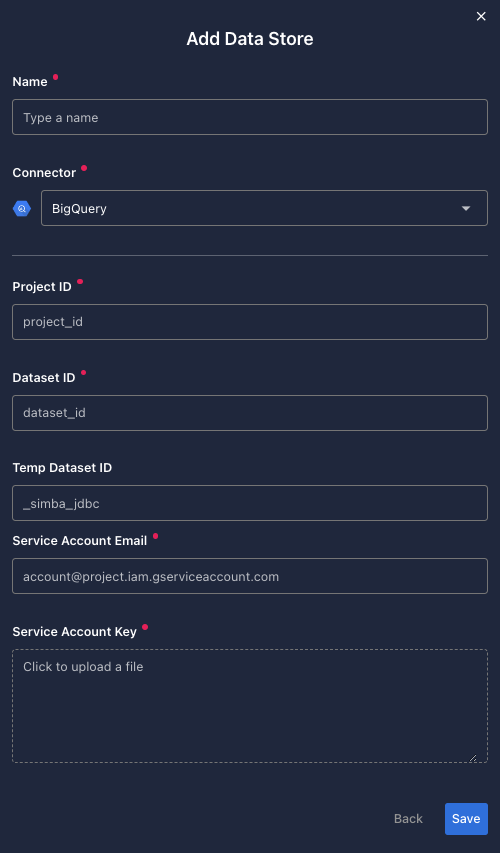 Add Data Store
Name
Type a name
Connector
BigQuery
Project ID
project_id
Dataset ID
dataset_id
Temp Dataset ID
_simba_jdbc
Service Account Email
account@project.iam.gserviceaccount.com
Service Account Key
Click to upload a file
Back
Save